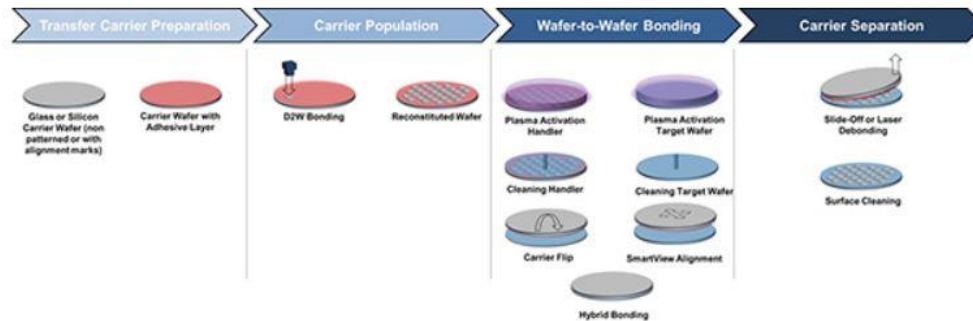 Transfer Carrier Preparation
Carrier Population
Wafer-to-Wafer Bonding
Carrier Separation
Glass or Silicon
Carrier Wafer (non
patterned or with
alignment marks)
Carrier Wafer with
Adhesive Layer
D2W Bonding
Reconstituted Wafer
Plasma Activation
Handler
Plasma Activation
Target Wafer
Cleaning Handler
Cleaning Target Wafer
Carrier Flip
SmartView Alignment
Hybrid Bonding
Slide-Off or Laser
Debonding
Surface Cleaning